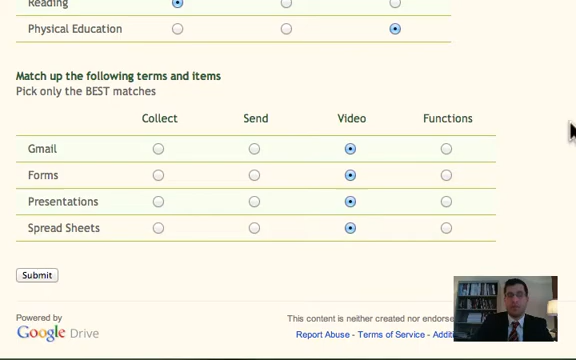 Reading
Physical Education
Match up the following terms and items
Pick only the BEST matches
Collect Send Video Functions
Gmail
Forms
Presentations
Spread Sheets
Submit
Powered by
Google Drive
This content is neither created nor endorse
Report Abuse - Terms of Service -